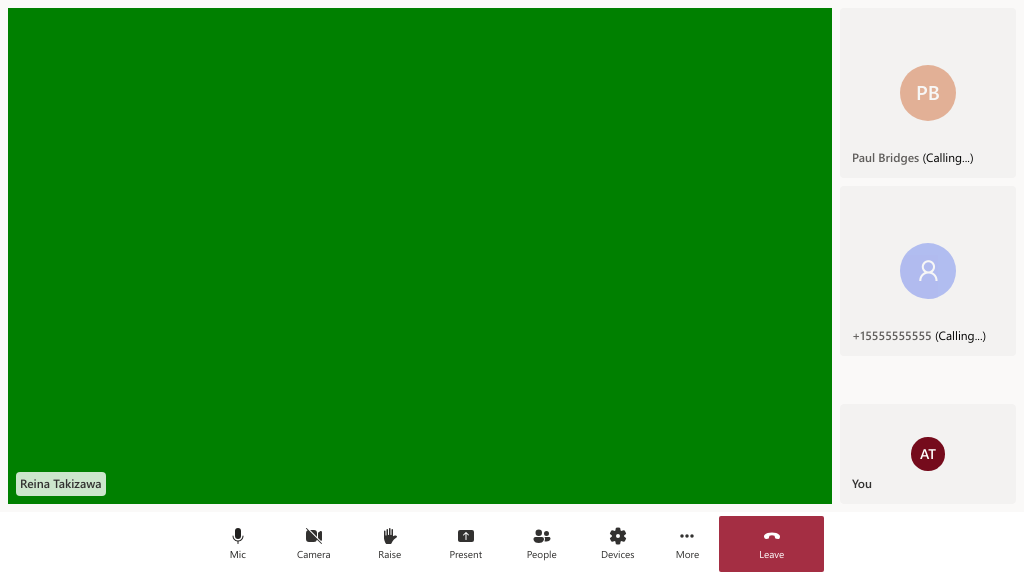 PB
Paul Bridges (Calling...)
+15555555555 (Calling...)
AT
You
Reina Takizawa
Mic
Camera
Raise
Present
People
Devices
More
Leave